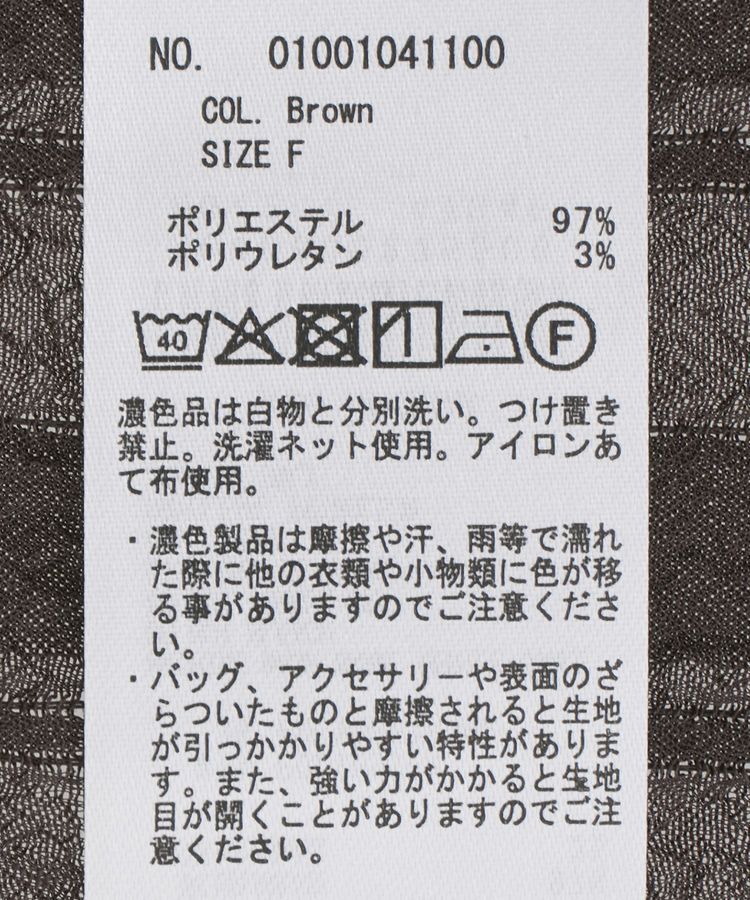 NO. 01001041100
COL. Brown
SIZE F
ポリエステル 97%
ポリウレタン 3%
40 F
濃色品は白物と分別洗い。つけ置き
禁止。洗濯ネット使用。アイロンあ
て布使用。
・濃色製品は摩擦や汗、雨等で濡れ
た際に他の衣類や小物類に色が移
る事がありますのでご注意くださ
い。
・バッグ、アクセサリーや表面のざ
らついたものと摩擦されると生地
が引っかかりやすい特性がありま
す。また、強い力がかかると生地
目が開くことがありますのでご注
意ください。